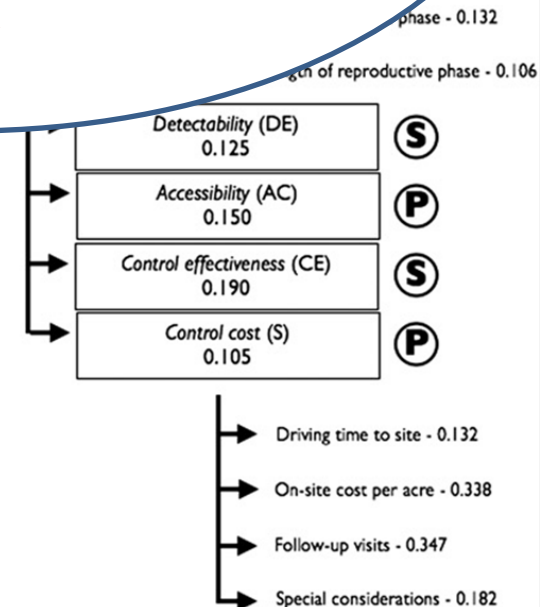 phase - 0.132
of reproductive phase - 0.106
Detectability (DE)
0.125
S
Accessibility (AC)
0.150
P
Control effectiveness (CE)
0.190
S
Control cost (S)
0.105
P
Driving time to site - 0.132
On-site cost per acre - 0.338
Follow-up visits - 0.347
Special considerations - 0.182